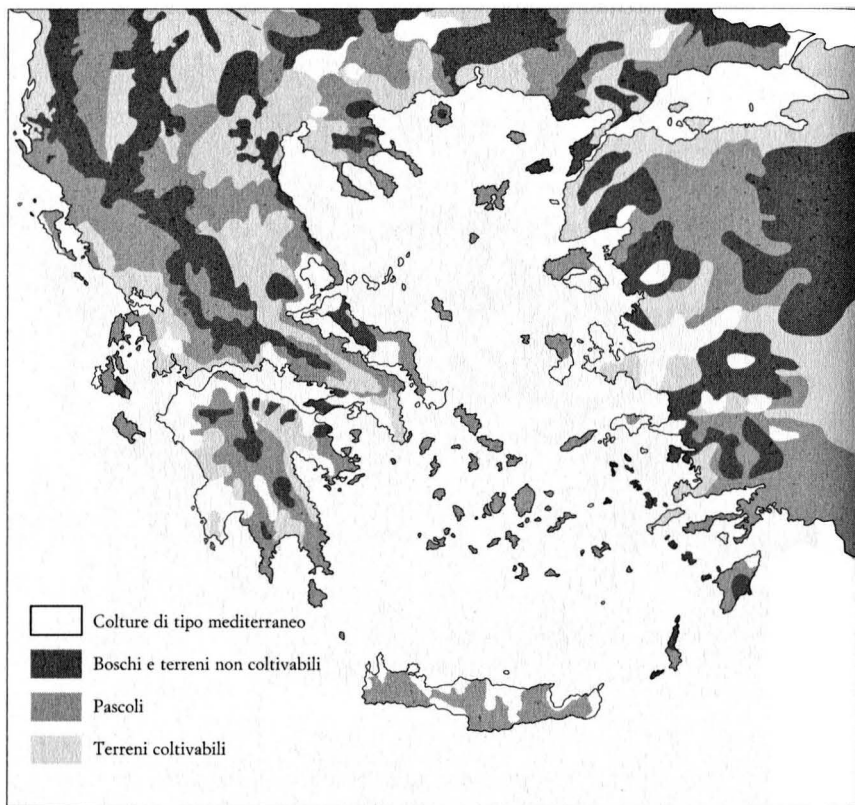 Colture di tipo mediterraneo
Boschi e terreni non coltivabili
Pascoli
Terreni coltivabili